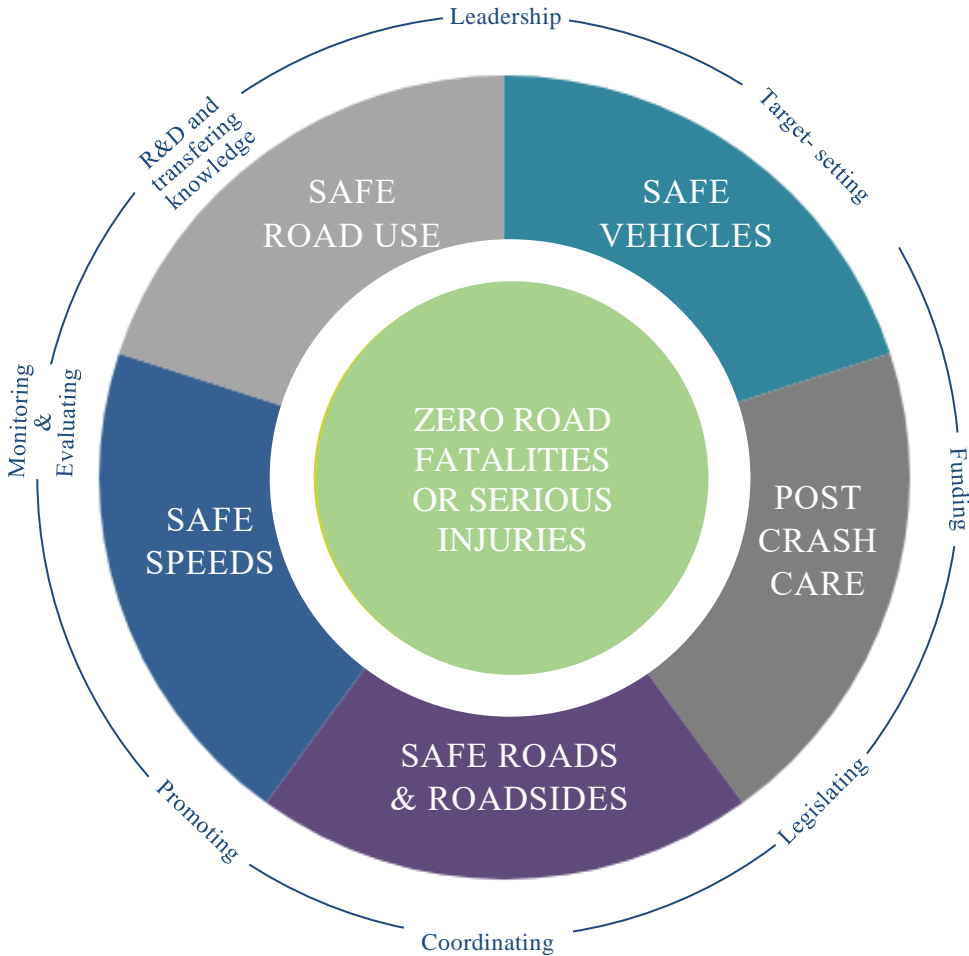 Leadership
Target- setting
Funding
Legislating
Coordinating
Promoting
Monitoring
&
Evaluating
R&D and
transfering
knowledge
SAFE
ROAD USE
SAFE
VEHICLES
POST
CRASH
CARE
SAFE ROADS
& ROADSIDES
SAFE
SPEEDS
ZERO ROAD
FATALITIES
OR SERIOUS
INJURIES